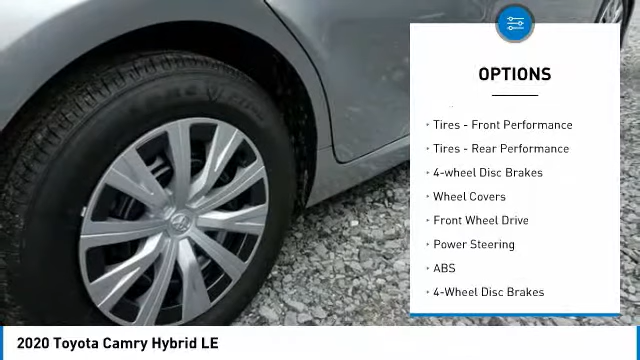 OPTIONS
Tires - Front Performance
Tires - Rear Performance
4-wheel Disc Brakes
Wheel Covers
Front Wheel Drive
Power Steering
ABS
4-Wheel Disc Brakes
2020 Toyota Camry Hybrid LE